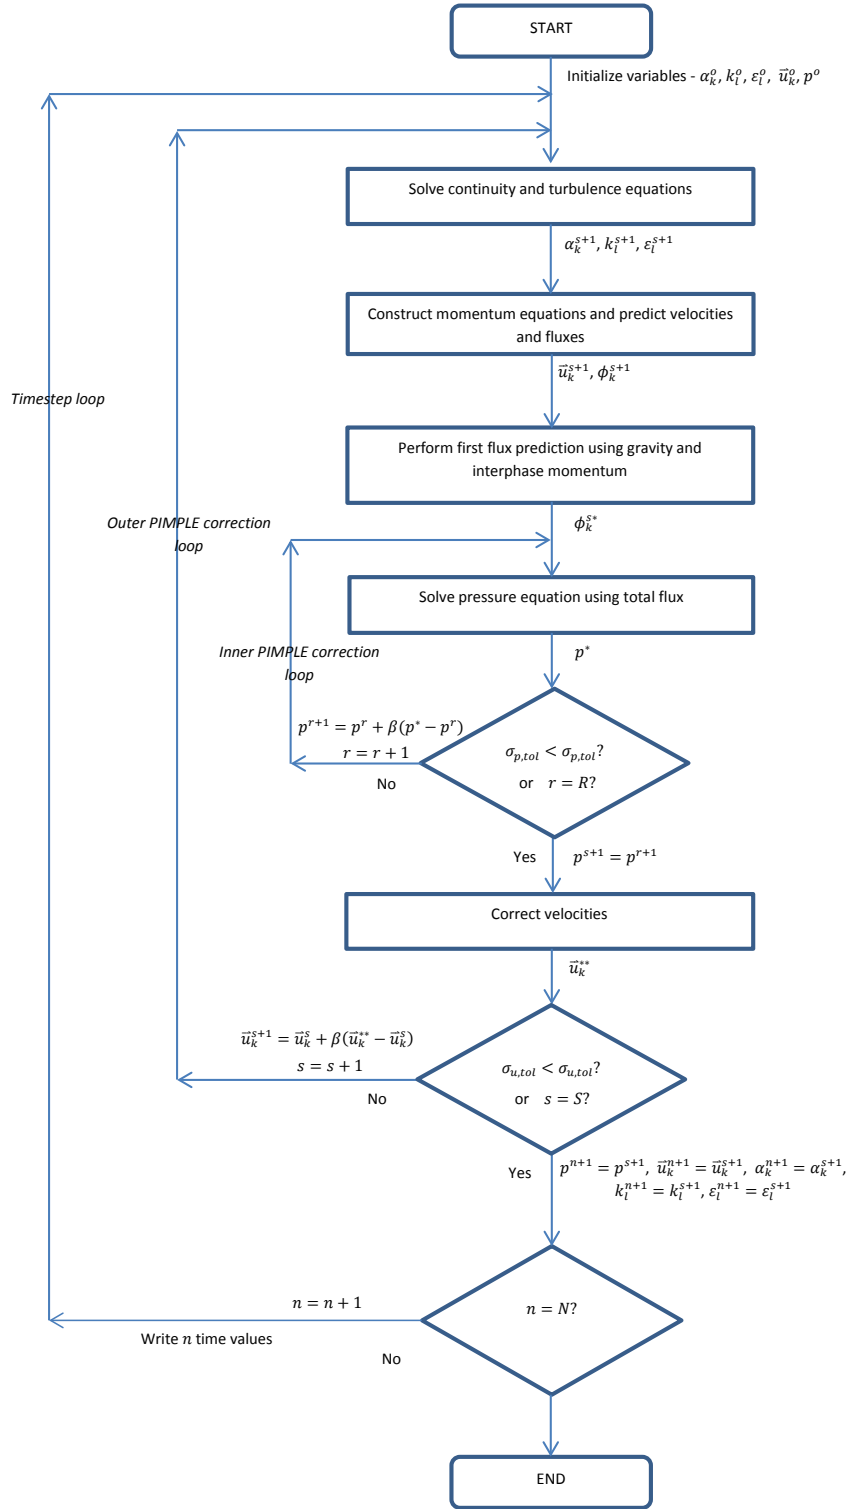 START
Initialize variables - α_k^o, k_l^o, ε_l^o, u⃗_k^o, p^o
Solve continuity and turbulence equations
α_k^{s+1}, k_l^{s+1}, ε_l^{s+1}
Construct momentum equations and predict velocities
and fluxes
u⃗_k^{s+1}, ϕ_k^{s+1}
Timestep loop
Perform first flux prediction using gravity and
interphase momentum
Outer PIMPLE correction
loop
ϕ_k^{s*}
Solve pressure equation using total flux
Inner PIMPLE correction
loop
p^*
p^{r+1} = p^r + β(p^* − p^r)
r = r + 1
No
σ_{p,tol} < σ_{p,tol}?
or r = R?
Yes p^{s+1} = p^{r+1}
Correct velocities
u⃗_k^{**}
u⃗_k^{s+1} = u⃗_k^s + β(u⃗_k^{**} − u⃗_k^s)
s = s + 1
No
σ_{u,tol} < σ_{u,tol}?
or s = S?
Yes
p^{n+1} = p^{s+1}, u⃗_k^{n+1} = u⃗_k^{s+1}, α_k^{n+1} = α_k^{s+1},
k_l^{n+1} = k_l^{s+1}, ε_l^{n+1} = ε_l^{s+1}
n = n + 1
Write n time values
No
n = N?
END